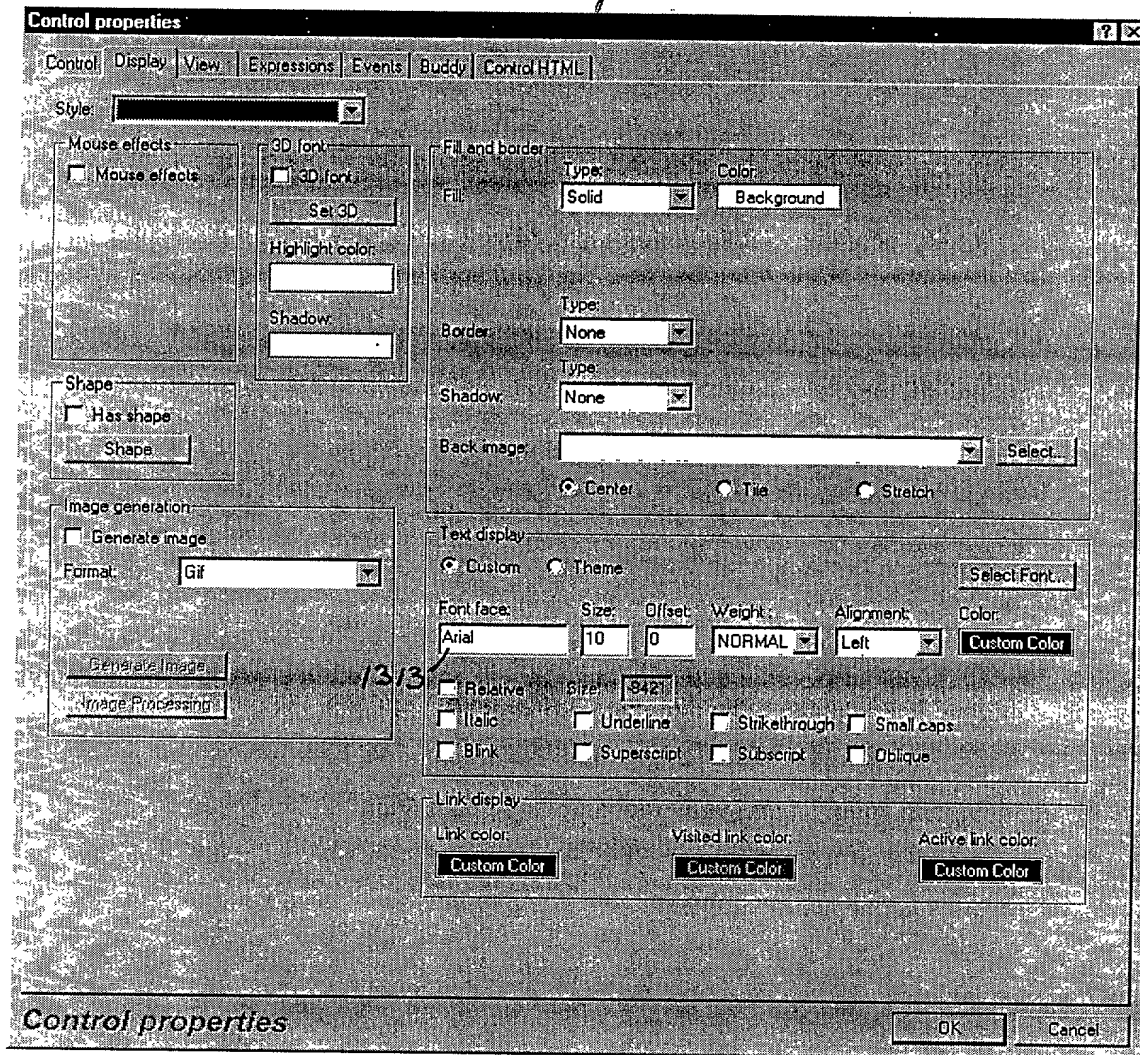 Control properties
Control Display View Expressions Events Buddy Control HTML
Style:
Mouse effects
Mouse effects
3D font
3D font
Set 3D
Highlight color:
Shadow:
Fill and border
Type: Color:
Fill: Solid Background
Type:
Border: None
Type:
Shadow: None
Back image: Select...
Center Tile Stretch
Shape
Has shape
Shape
Image generation
Generate image
Format: Gif
Generate Image
Image Processing
Text display
Custom Theme
Select Font...
Font face: Size: Offset: Weight: Alignment: Color:
Arial 10 0 NORMAL Left Custom Color
1313
Relative Size: -8421
Italic Underline Strikethrough Small caps
Blink Superscript Subscript Oblique
Link display
Link color: Visited link color: Active link color:
Custom Color Custom Color Custom Color
Control properties
OK Cancel